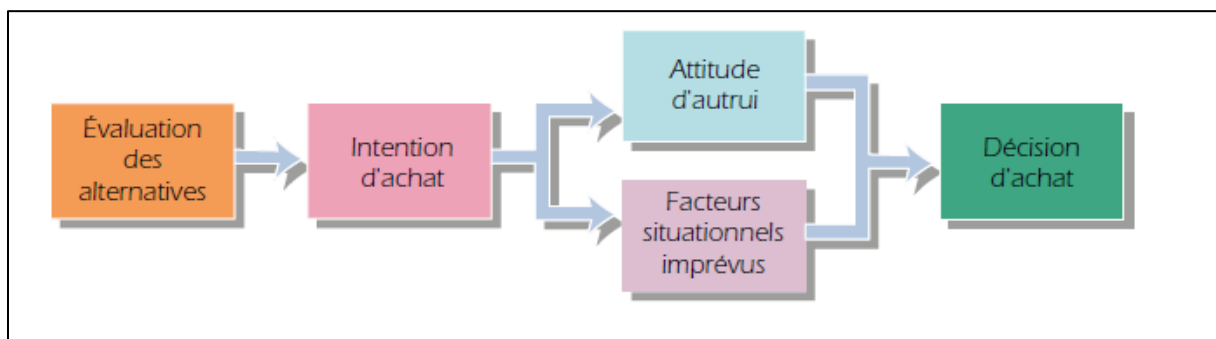 Évaluation
des
alternatives
Intention
d'achat
Attitude
d'autrui
Facteurs
situationnels
imprévus
Décision
d'achat